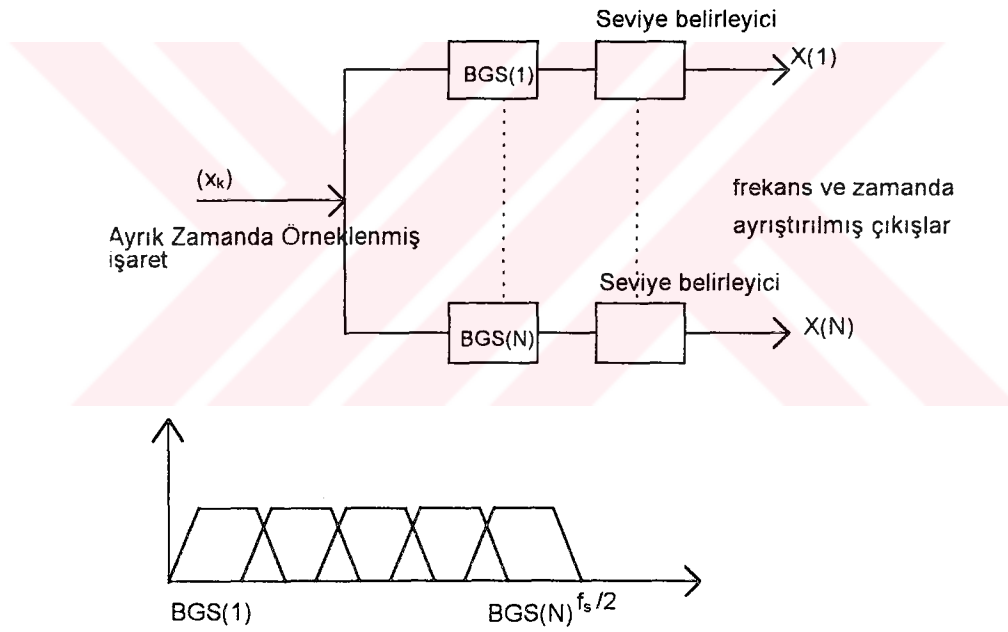 Seviye belirleyici
BGS(1)
X(1)
(xₖ)
Ayrık Zamanda Örneklenmiş
işaret
frekans ve zamanda
ayrıştırılmış çıkışlar
Seviye belirleyici
BGS(N)
X(N)
BGS(1)
BGS(N)
fₛ/2